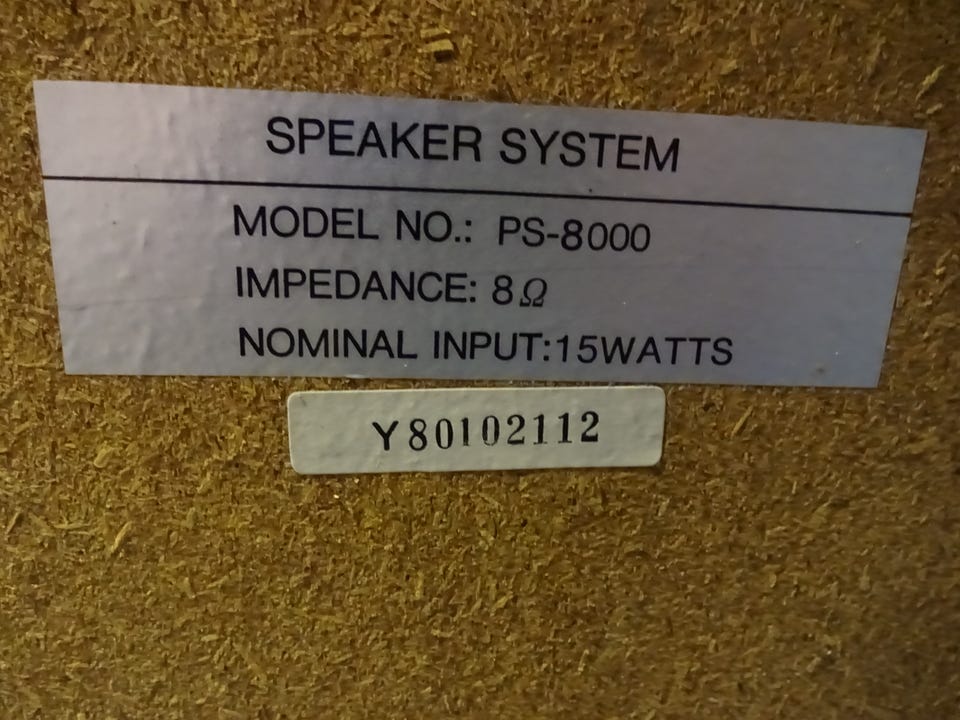 SPEAKER SYSTEM
MODEL NO.: PS-8000
IMPEDANCE: 8Ω
NOMINAL INPUT:15WATTS
Y80102112